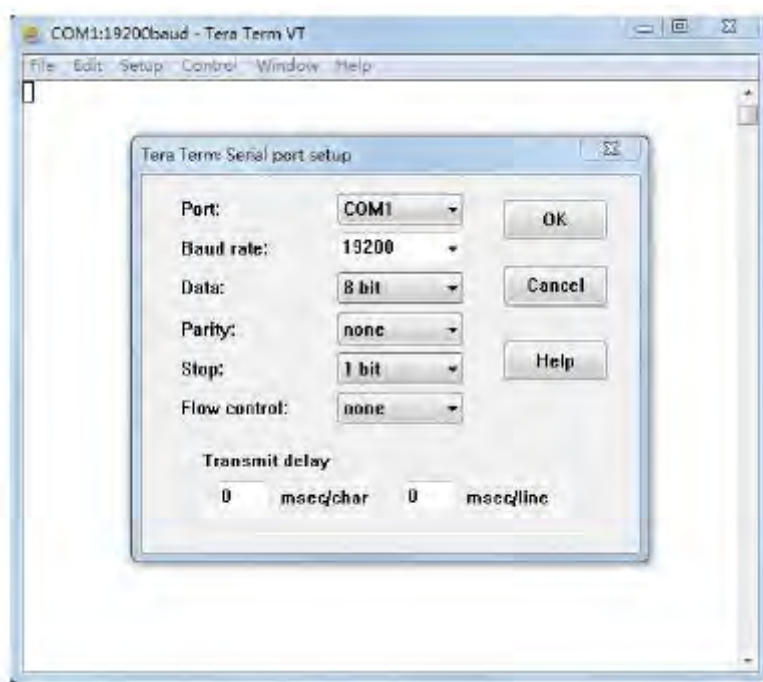 COM1:19200baud - Tera Term VT
File Edit Setup Control Window Help
Tera Term: Serial port setup
Port: COM1 OK
Baud rate: 19200
Data: 8 bit Cancel
Parity: none
Stop: 1 bit Help
Flow control: none
Transmit delay
0 msec/char 0 msec/line